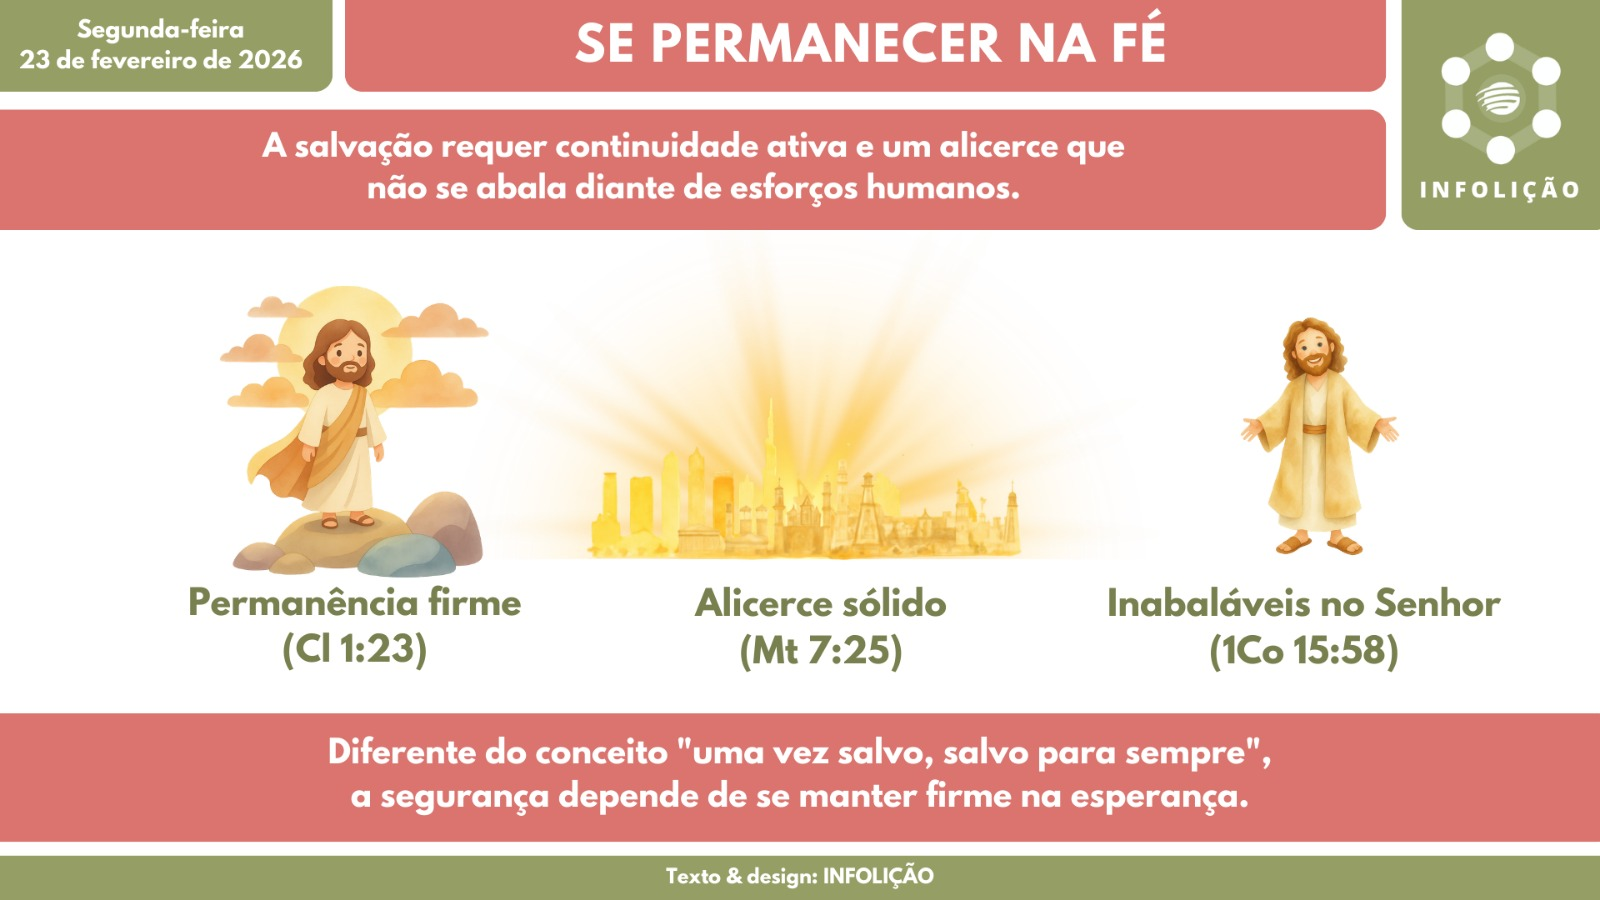 Segunda-feira
23 de fevereiro de 2026
SE PERMANECER NA FÉ
INFOLIÇÃO
A salvação requer continuidade ativa e um alicerce que
não se abala diante de esforços humanos.
Permanência firme
(Cl 1:23)
Alicerce sólido
(Mt 7:25)
Inabaláveis no Senhor
(1Co 15:58)
Diferente do conceito "uma vez salvo, salvo para sempre",
a segurança depende de se manter firme na esperança.
Texto & design: INFOLIÇÃO